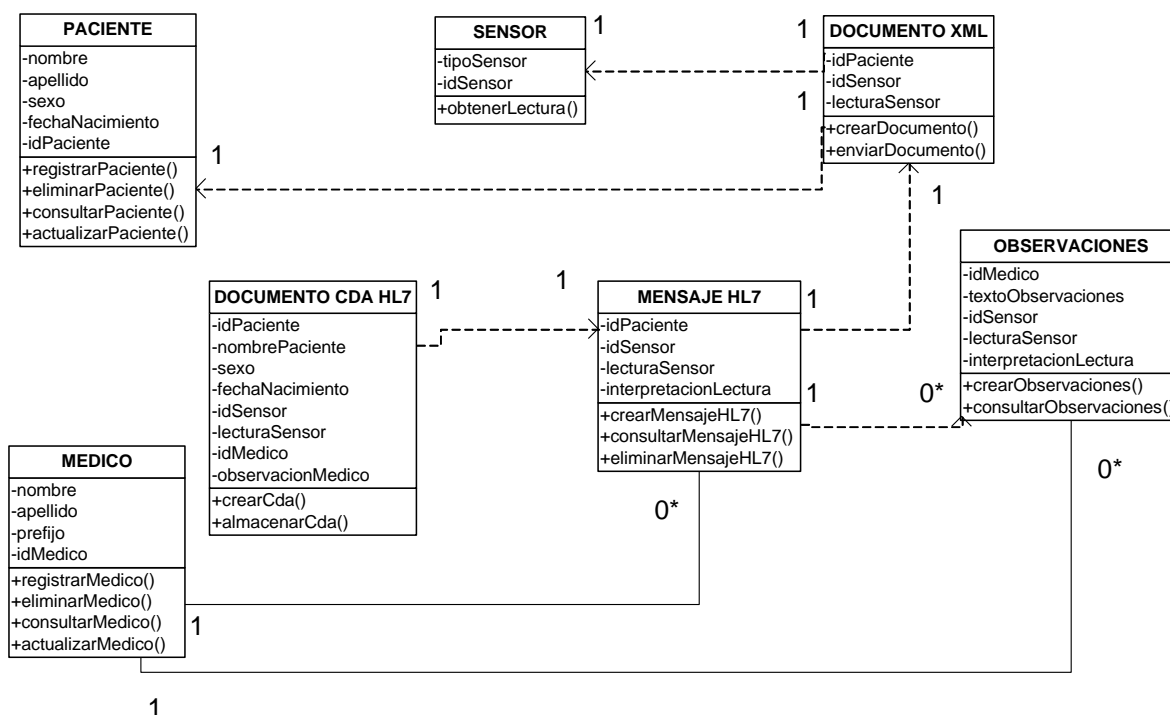 PACIENTE
-nombre
-apellido
-sexo
-fechaNacimiento
-idPaciente
+registrarPaciente()
+eliminarPaciente()
+consultarPaciente()
+actualizarPaciente()
1
SENSOR
-tipoSensor
-idSensor
+obtenerLectura()
1
1
1
DOCUMENTO XML
-idPaciente
-idSensor
-lecturaSensor
+crearDocumento()
+enviarDocumento()
1
DOCUMENTO CDA HL7
-idPaciente
-nombrePaciente
-sexo
-fechaNacimiento
-idSensor
-lecturaSensor
-idMedico
-observacionMedico
+crearCda()
+almacenarCda()
1
1
MENSAJE HL7
-idPaciente
-idSensor
-lecturaSensor
-interpretacionLectura
+crearMensajeHL7()
+consultarMensajeHL7()
+eliminarMensajeHL7()
1
1
0*
0*
OBSERVACIONES
-idMedico
-textoObservaciones
-idSensor
-lecturaSensor
-interpretacionLectura
+crearObservaciones()
+consultarObservaciones()
0*
MEDICO
-nombre
-apellido
-prefijo
-idMedico
+registrarMedico()
+eliminarMedico()
+consultarMedico()
+actualizarMedico()
1
1